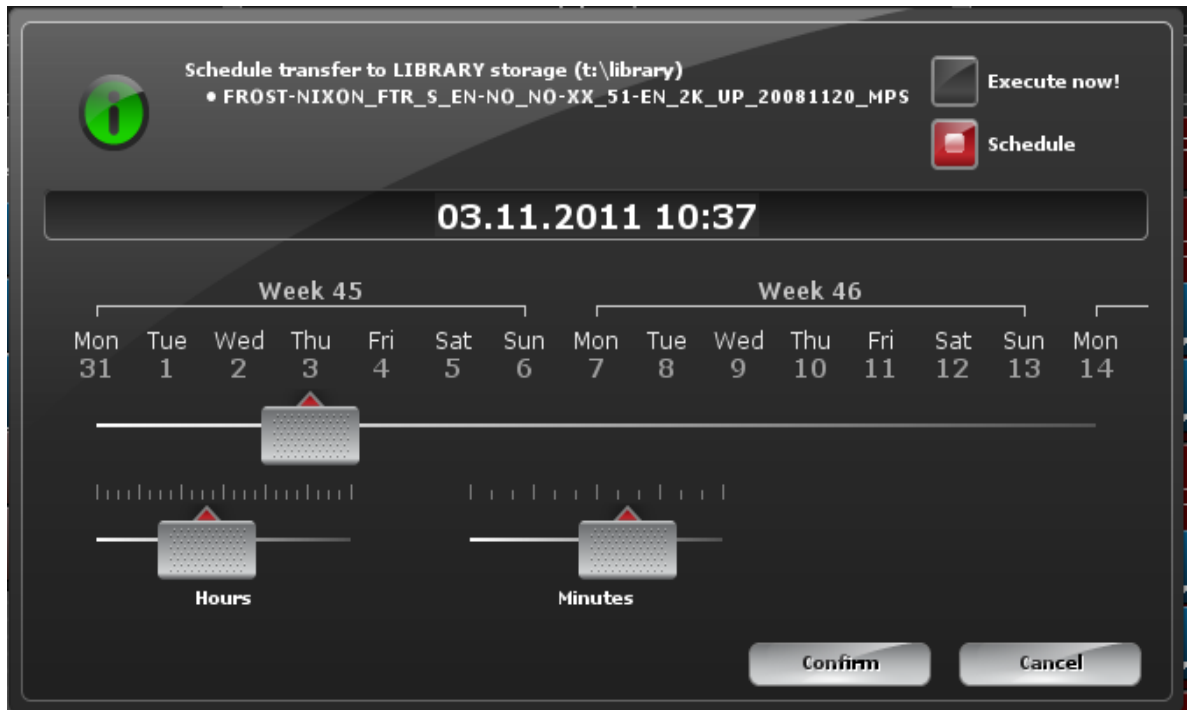 Schedule transfer to LIBRARY storage (t:\library)
• FROST-NIXON_FTR_S_EN-NO_NO-XX_51-EN_2K_UP_20081120_MPS
Execute now!
Schedule
03.11.2011 10:37
Week 45 Week 46
Mon Tue Wed Thu Fri Sat Sun Mon Tue Wed Thu Fri Sat Sun Mon
31 1 2 3 4 5 6 7 8 9 10 11 12 13 14
Hours Minutes
Confirm Cancel